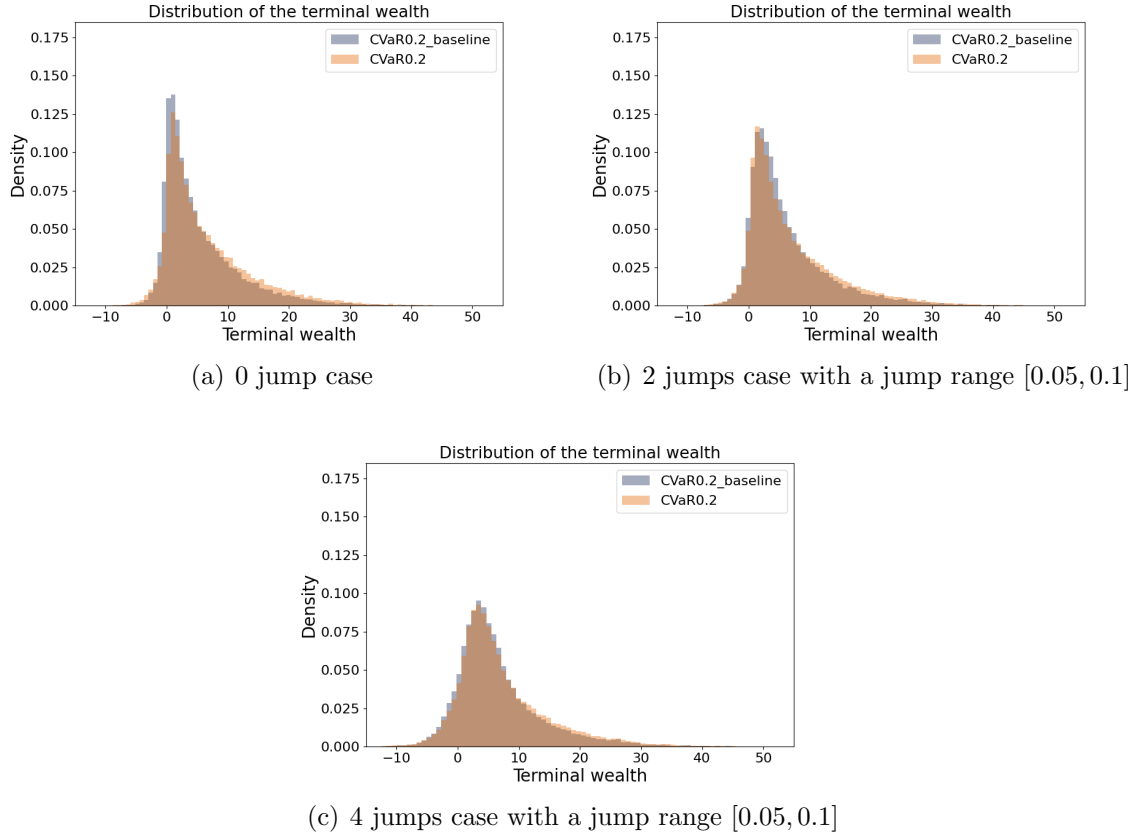 Distribution of the terminal wealth
0.175
0.150
0.125
0.100
0.075
0.050
0.025
0.000
Density
CVaR0.2_baseline
CVaR0.2
−10 0 10 20 30 40 50
Terminal wealth
(a) 0 jump case
Distribution of the terminal wealth
0.175
0.150
0.125
0.100
0.075
0.050
0.025
0.000
Density
CVaR0.2_baseline
CVaR0.2
−10 0 10 20 30 40 50
Terminal wealth
(b) 2 jumps case with a jump range [0.05, 0.1]
Distribution of the terminal wealth
0.175
0.150
0.125
0.100
0.075
0.050
0.025
0.000
Density
CVaR0.2_baseline
CVaR0.2
−10 0 10 20 30 40 50
Terminal wealth
(c) 4 jumps case with a jump range [0.05, 0.1]